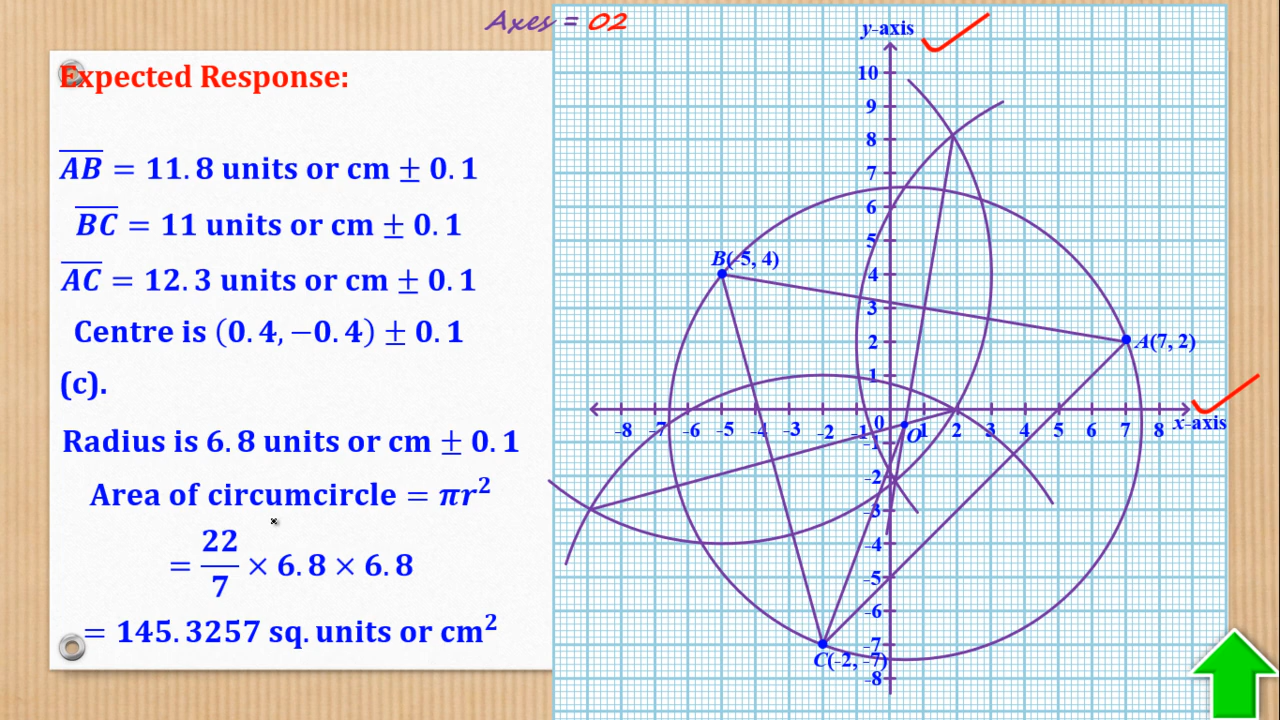 Axes = 02
Expected Response:
AB = 11.8 units or cm ± 0.1
BC = 11 units or cm ± 0.1
AC = 12.3 units or cm ± 0.1
Centre is (0.4, −0.4) ± 0.1
(c).
Radius is 6.8 units or cm ± 0.1
Area of circumcircle = πr²
= 22/7 × 6.8 × 6.8
= 145.3257 sq. units or cm²
y-axis
10
9
8
7
6
5
B(-5, 4)
4
3
2
A(7, 2)
1
x-axis
-8 -7 -6 -5 -4 -3 -2 -1 0 O 1 2 3 4 5 6 7 8
-1
-2
-3
-4
-5
-6
-7
C(-2, -7)
-8